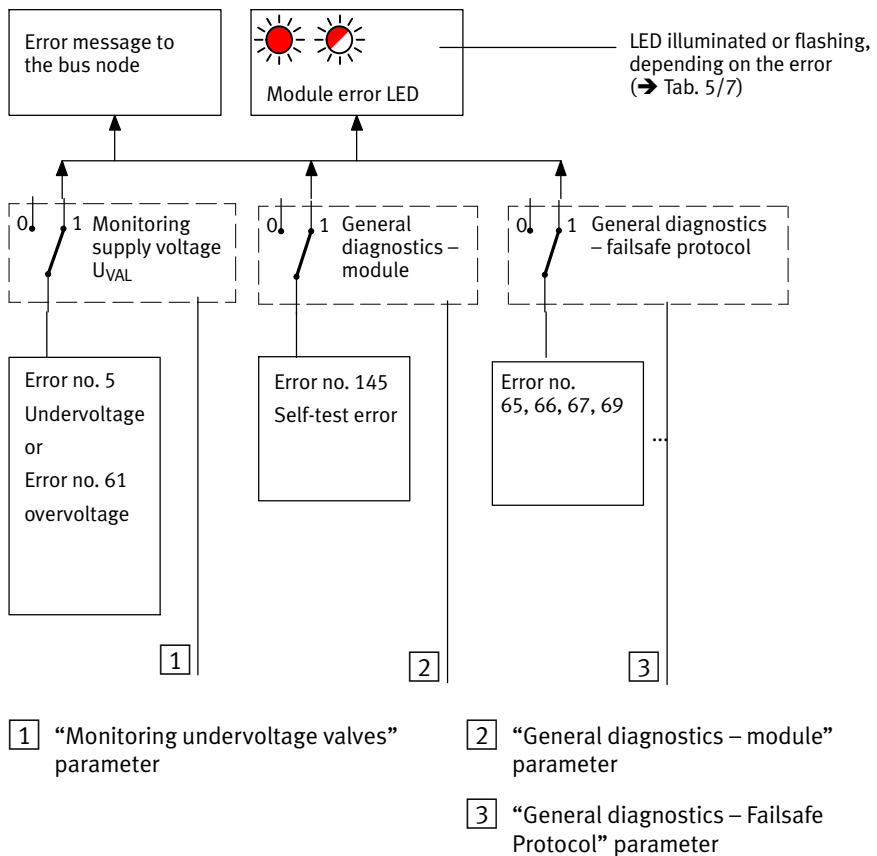 Error message to
the bus node
Module error LED
LED illuminated or flashing,
depending on the error
(➔ Tab. 5/7)
0
1
Monitoring
supply voltage
UVAL
0
1
General
diagnostics –
module
0
1
General diagnostics
– failsafe protocol
Error no. 5
Undervoltage
or
Error no. 61
overvoltage
Error no. 145
Self-test error
Error no.
65, 66, 67, 69
...
1
2
3
1 “Monitoring undervoltage valves”
parameter
2 “General diagnostics – module”
parameter
3 “General diagnostics – Failsafe
Protocol” parameter